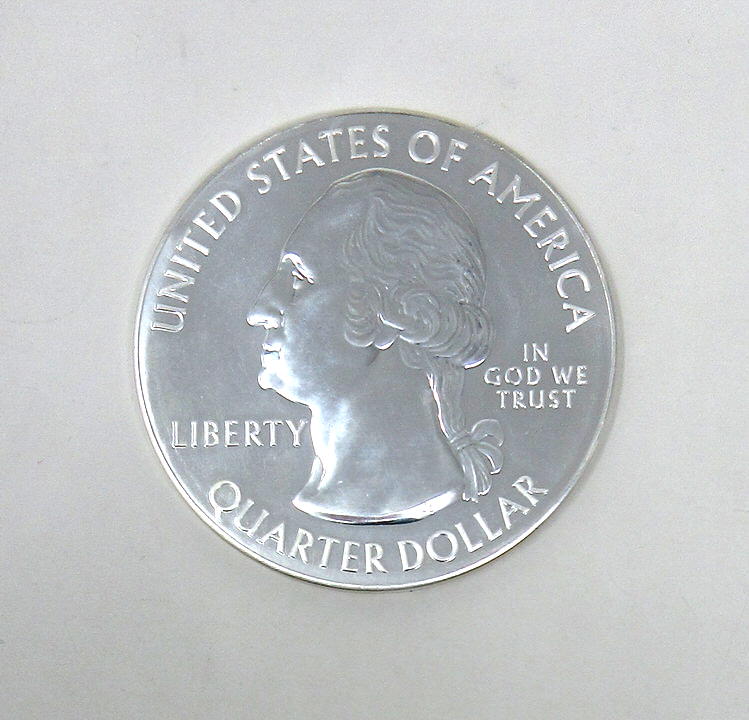 UNITED STATES OF AMERICA
LIBERTY
IN
GOD WE
TRUST
QUARTER DOLLAR